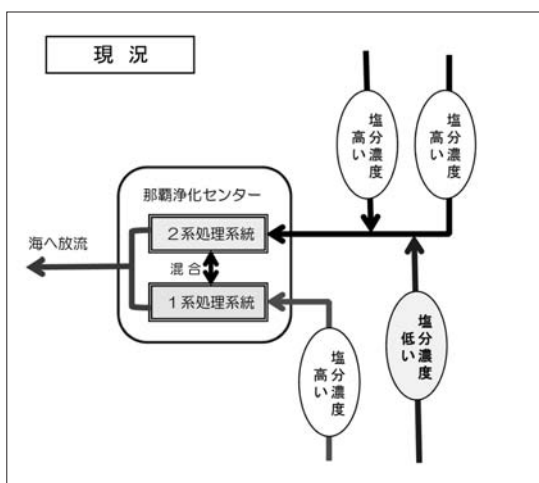 現 況
塩分濃度
高い
塩分濃度
高い
那覇浄化センター
2系処理系統
海へ放流
混 合
1系処理系統
塩分濃度
低い
塩分濃度
高い